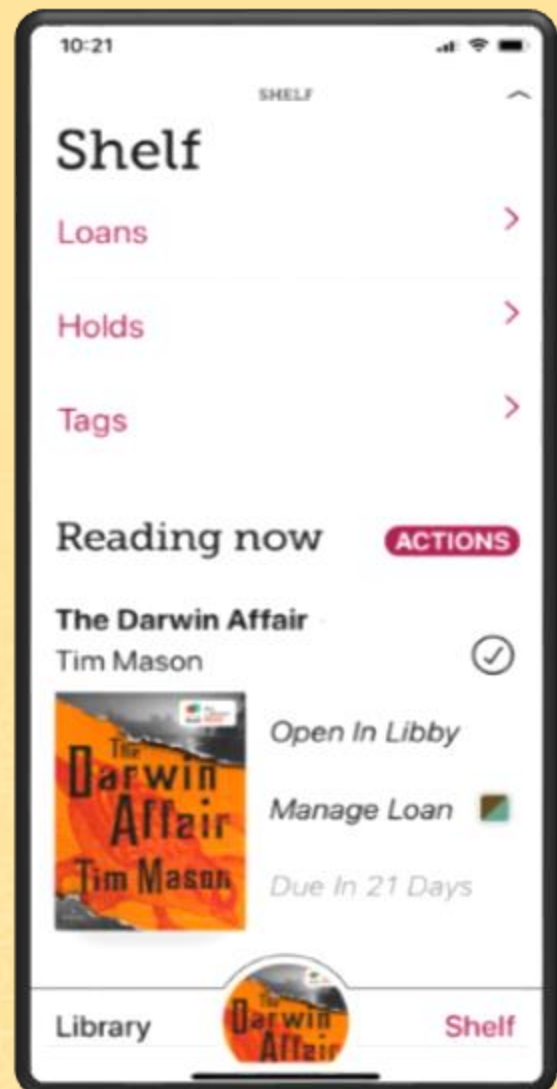 10:21
SHELF
Shelf
Loans
Holds
Tags
Reading now ACTIONS
The Darwin Affair
Tim Mason
The
Darwin
Affair
Tim Mason
Open In Libby
Manage Loan
Due In 21 Days
Library
The
Darwin
Affair
Shelf